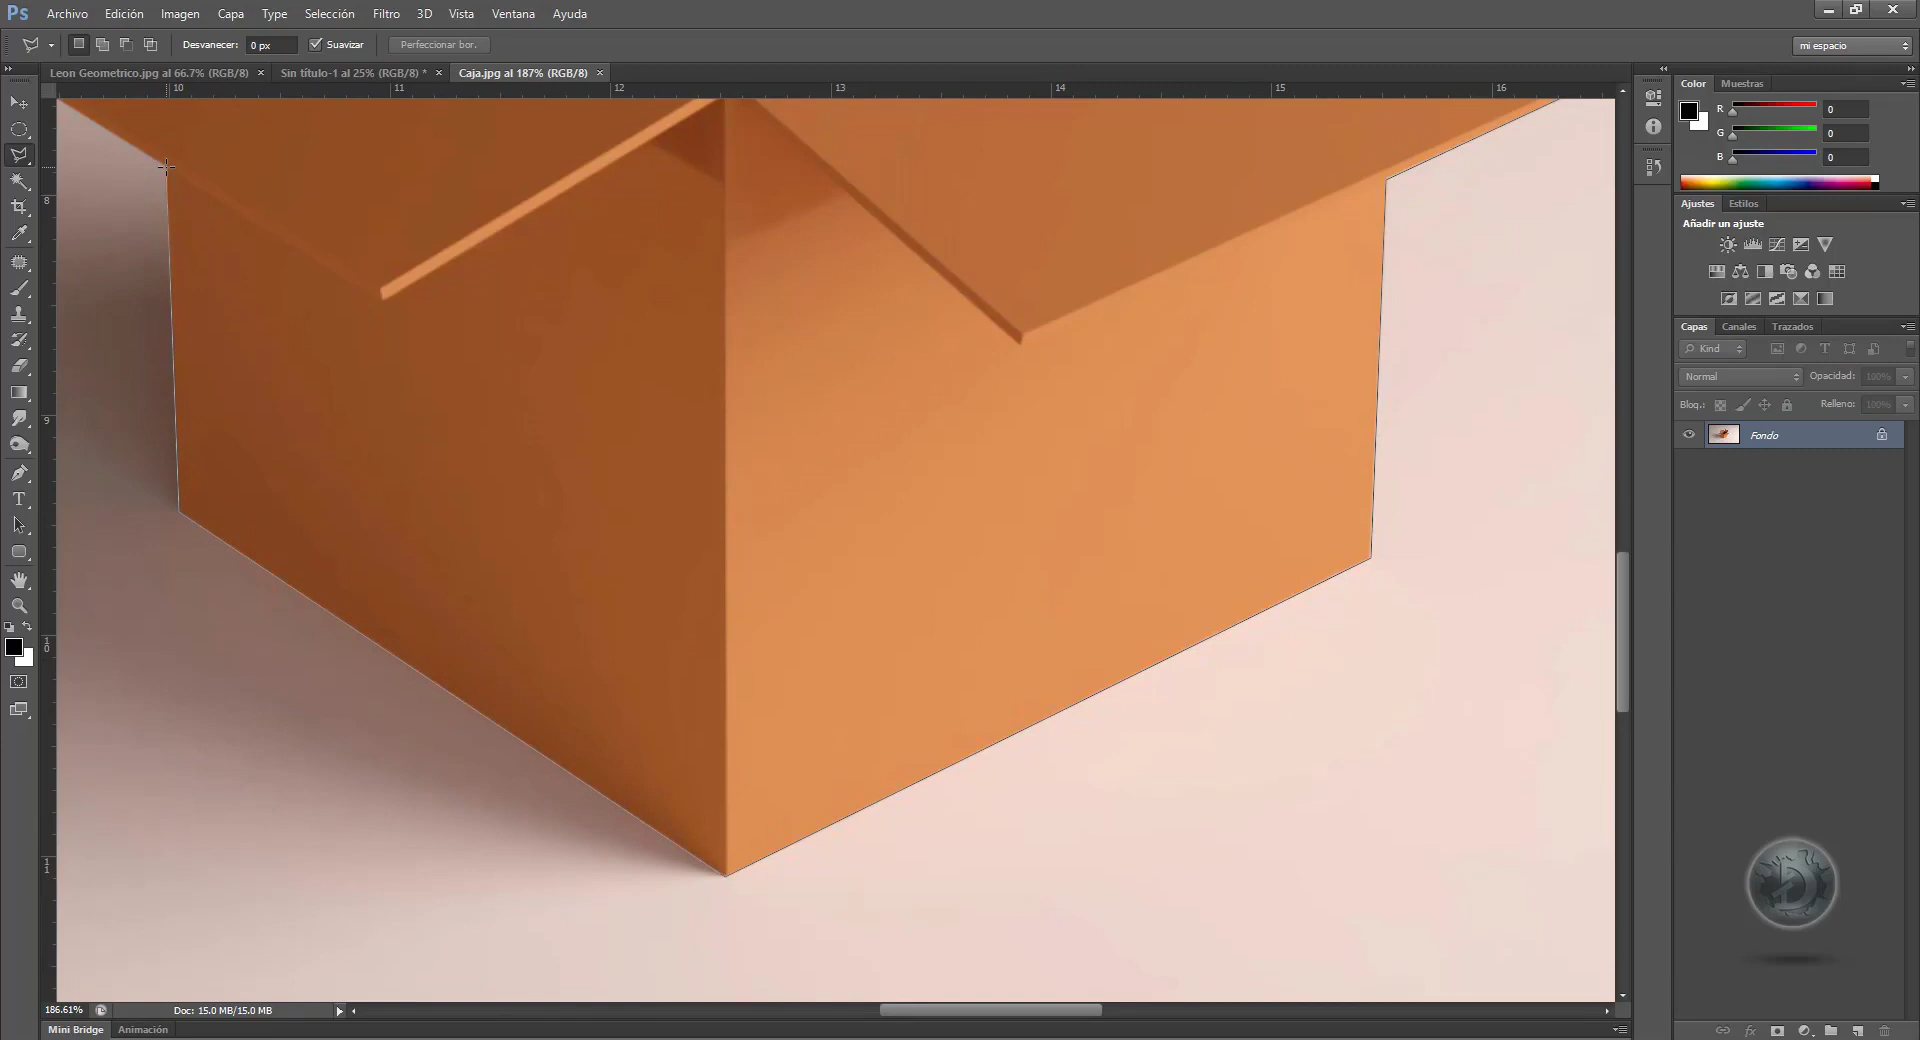 Ps Archivo Edición Imagen Capa Type Selección Filtro 3D Vista Ventana Ayuda
Desvanecer: 0 px Suavizar Perfeccionar bor. mi espacio
Leon Geometrico.jpg al 66.7% (RGB/8) × Sin título-1 al 25% (RGB/8) * × Caja.jpg al 187% (RGB/8) ×
10 11 12 13 14 15 16
8
9
10
11
Color Muestras
R 0
G 0
B 0
Ajustes Estilos
Añadir un ajuste
Capas Canales Trazados
Kind
Normal Opacidad: 100%
Bloq.: Relleno: 100%
Fondo
D
186.61% Doc: 15.0 MB/15.0 MB
Mini Bridge Animación